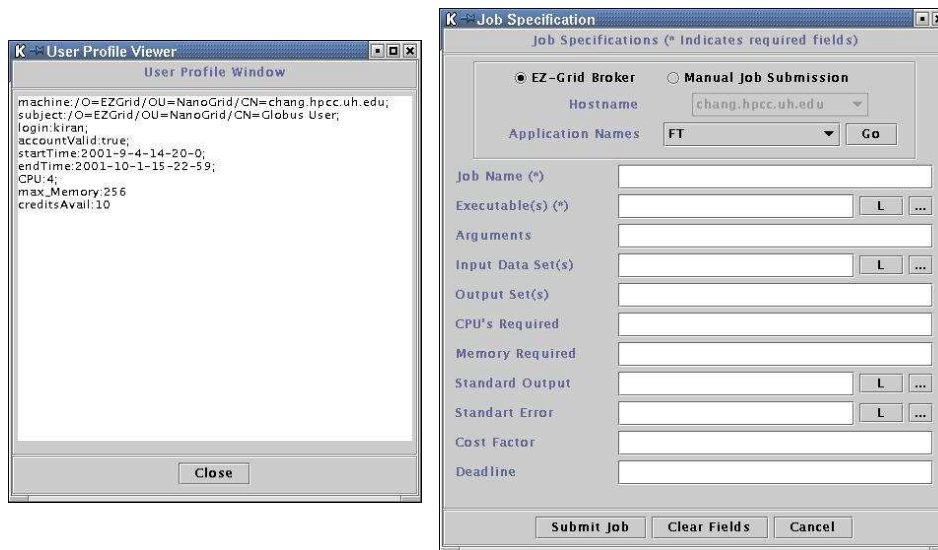 User Profile Viewer
User Profile Window
machine:/O=EZGrid/OU=NanoGrid/CN=chang.hpcc.uh.edu;
subject:/O=EZGrid/OU=NanoGrid/CN=Globus User;
login:kiran;
accountValid:true;
startTime:2001-9-4-14-20-0;
endTime:2001-10-1-15-22-59;
CPU:4;
max_Memory:256
creditsAvail:10
Close
Job Specification
Job Specifications (* Indicates required fields)
EZ-Grid Broker Manual Job Submission
Hostname chang.hpcc.uh.edu
Application Names FT Go
Job Name (*)
Executable(s) (*) L ...
Arguments
Input Data Set(s) L ...
Output Set(s)
CPU's Required
Memory Required
Standard Output L ...
Standart Error L ...
Cost Factor
Deadline
Submit Job Clear Fields Cancel